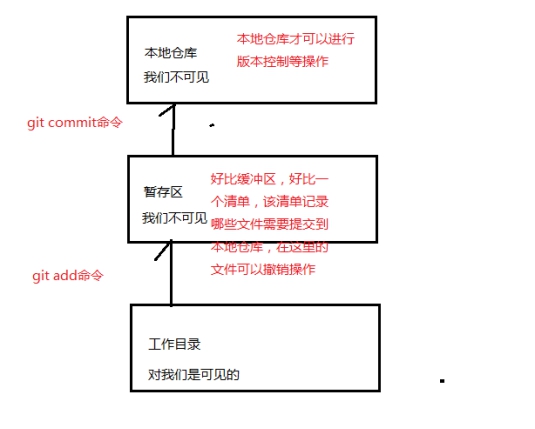 本地仓库
我们不可见
本地仓库才可以进行
版本控制等操作
git commit命令
暂存区
我们不可见
好比缓冲区，好比一
个清单，该清单记录
哪些文件需要提交到
本地仓库，在这里的
文件可以撤销操作
git add命令
工作目录
对我们是可见的